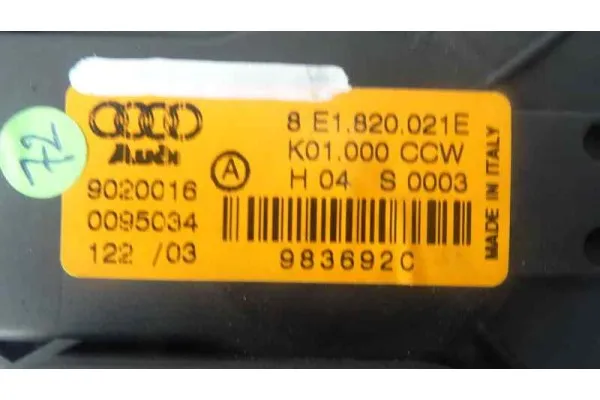 72
Audi
9020016
0095034
122 /03
A
8 E1.820.021E
K01.000 CCW
H 04 S 0003
983692C
MADE IN ITALY